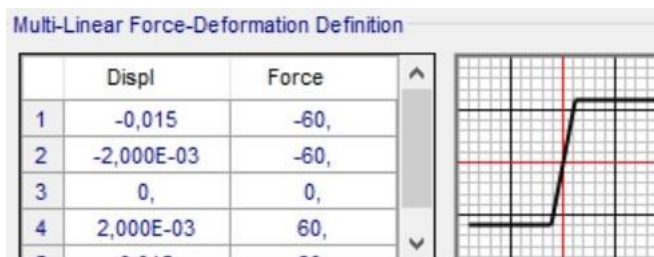 Multi-Linear Force-Deformation Definition
Displ Force
1 -0,015 -60,
2 -2,000E-03 -60,
3 0, 0,
4 2,000E-03 60,